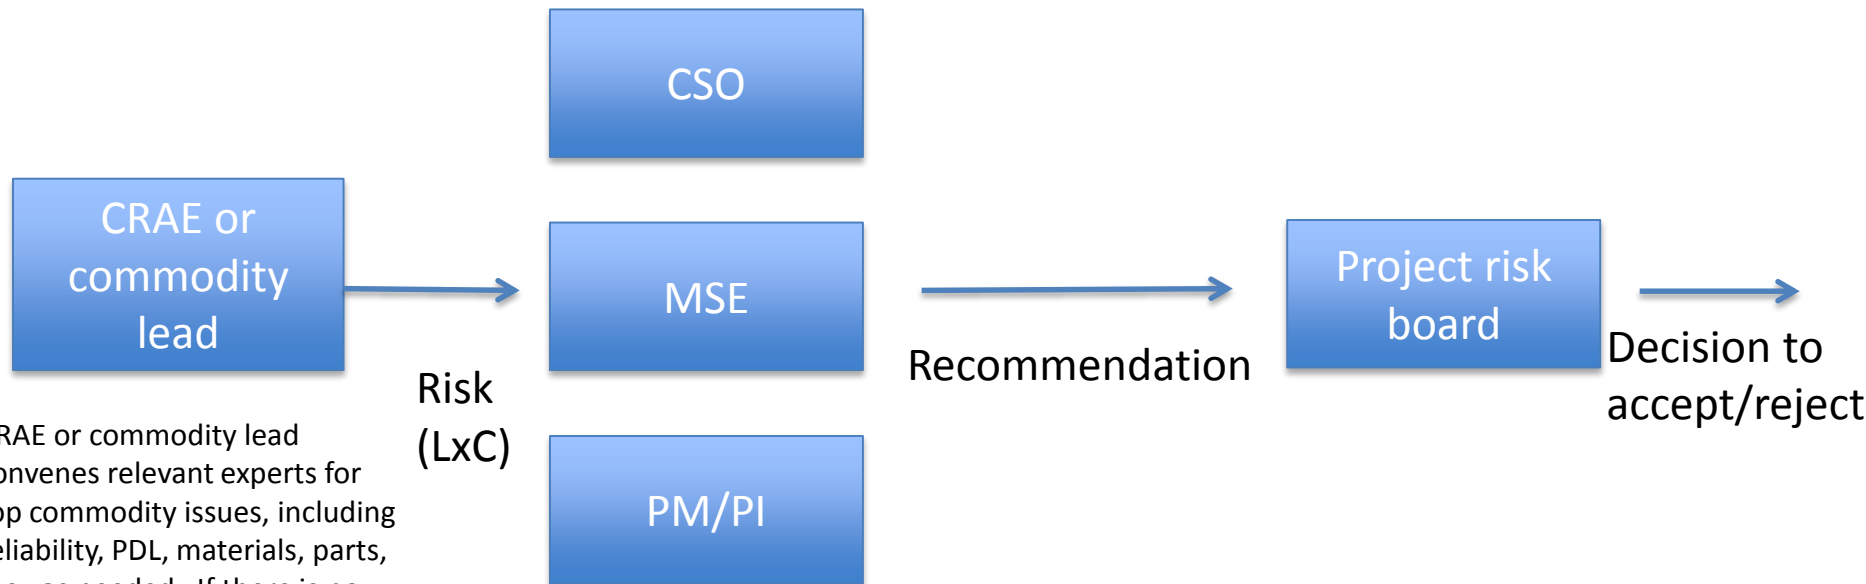 CSO
CRAE or
commodity
lead
MSE
Project risk
board
Risk
(LxC)
Recommendation
Decision to
accept/reject
RAE or commodity lead
onvenes relevant experts for
op commodity issues, including
eliability, PDL, materials, parts,
PM/PI